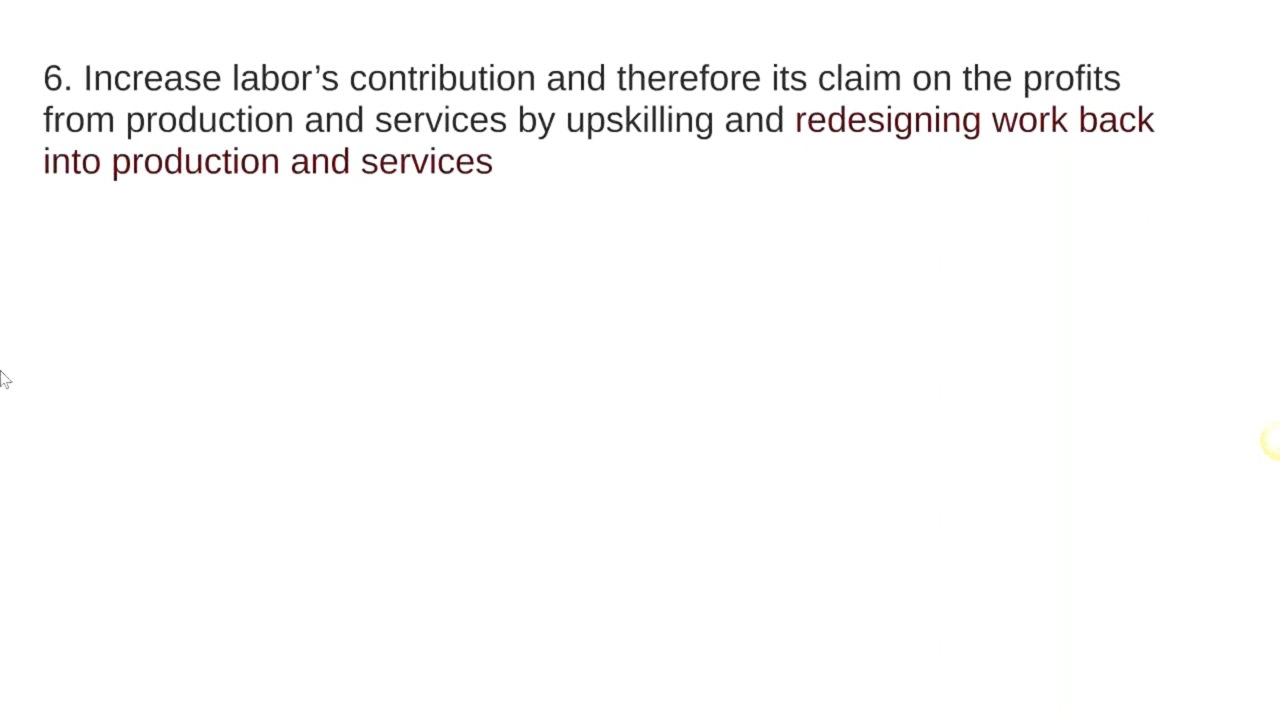 6. Increase labor’s contribution and therefore its claim on the profits
from production and services by upskilling and redesigning work back
into production and services